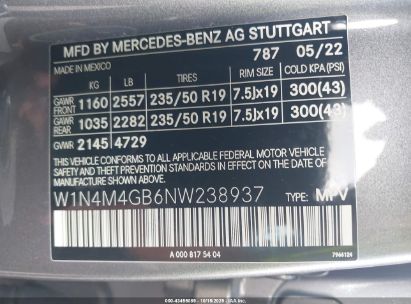 MFD BY MERCEDES-BENZ AG STUTTGART
MADE IN MEXICO 787 05/22
KG LB TIRES RIM SIZE COLD KPA (PSI)
GAWR FRONT 1160 2557 235/50 R19 7.5Jx19 300(43)
GAWR REAR 1035 2282 235/50 R19 7.5Jx19 300(43)
GVWR 2145 4729
THIS VEHICLE CONFORMS TO ALL APPLICABLE FEDERAL MOTOR VEHICLE
SAFETY STANDARDS IN EFFECT ON THE DATE OF MANUFACTURE SHOWN ABOVE.
W1N4M4GB6NW238937 TYPE: MPV
A 000 817 54 04